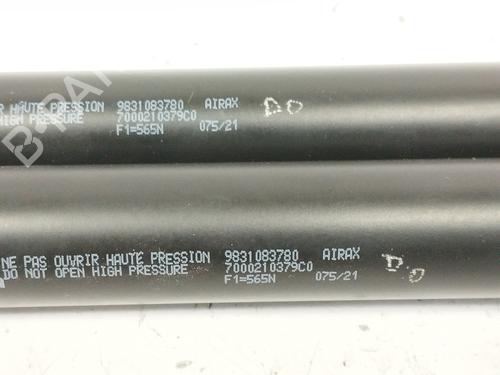 R HAUTE PRESSION 9831083780 AIRAX D.O
HIGH PRESSURE 7000210379C0
F1=565N 075/21
NE PAS OUVRIR HAUTE PRESSION 9831083780 AIRAX D.O
DO NOT OPEN HIGH PRESSURE 7000210379C0
F1=565N 075/21